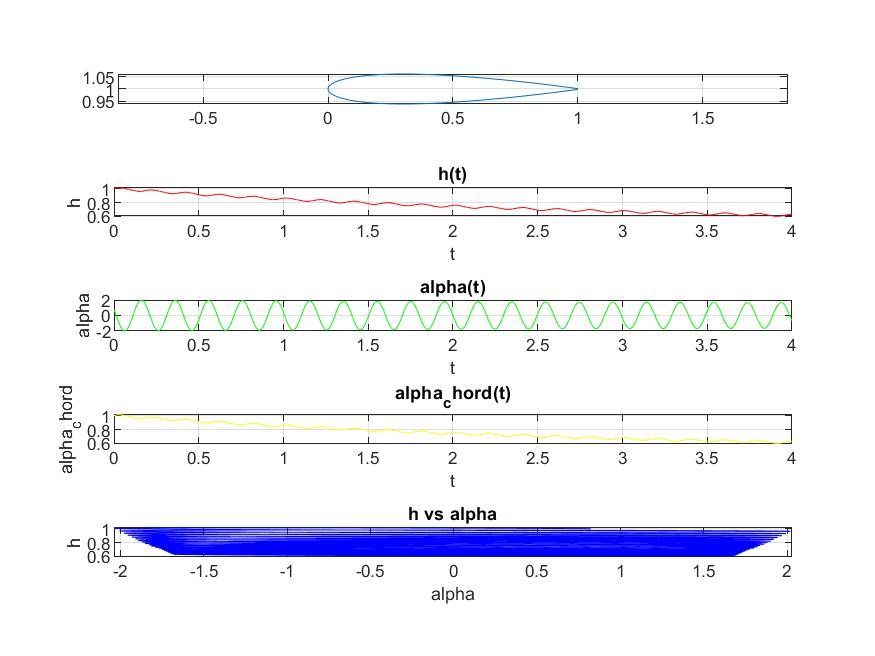 1.05
1
0.95
-0.5 0 0.5 1 1.5
h(t)
h
1
0.8
0.6
0 0.5 1 1.5 2 2.5 3 3.5 4
t
alpha(t)
alpha
2
0
-2
0 0.5 1 1.5 2 2.5 3 3.5 4
t
alpha_chord(t)
alpha_chord
1
0.8
0.6
0 0.5 1 1.5 2 2.5 3 3.5 4
t
h vs alpha
h
1
0.8
0.6
-2 -1.5 -1 -0.5 0 0.5 1 1.5 2
alpha